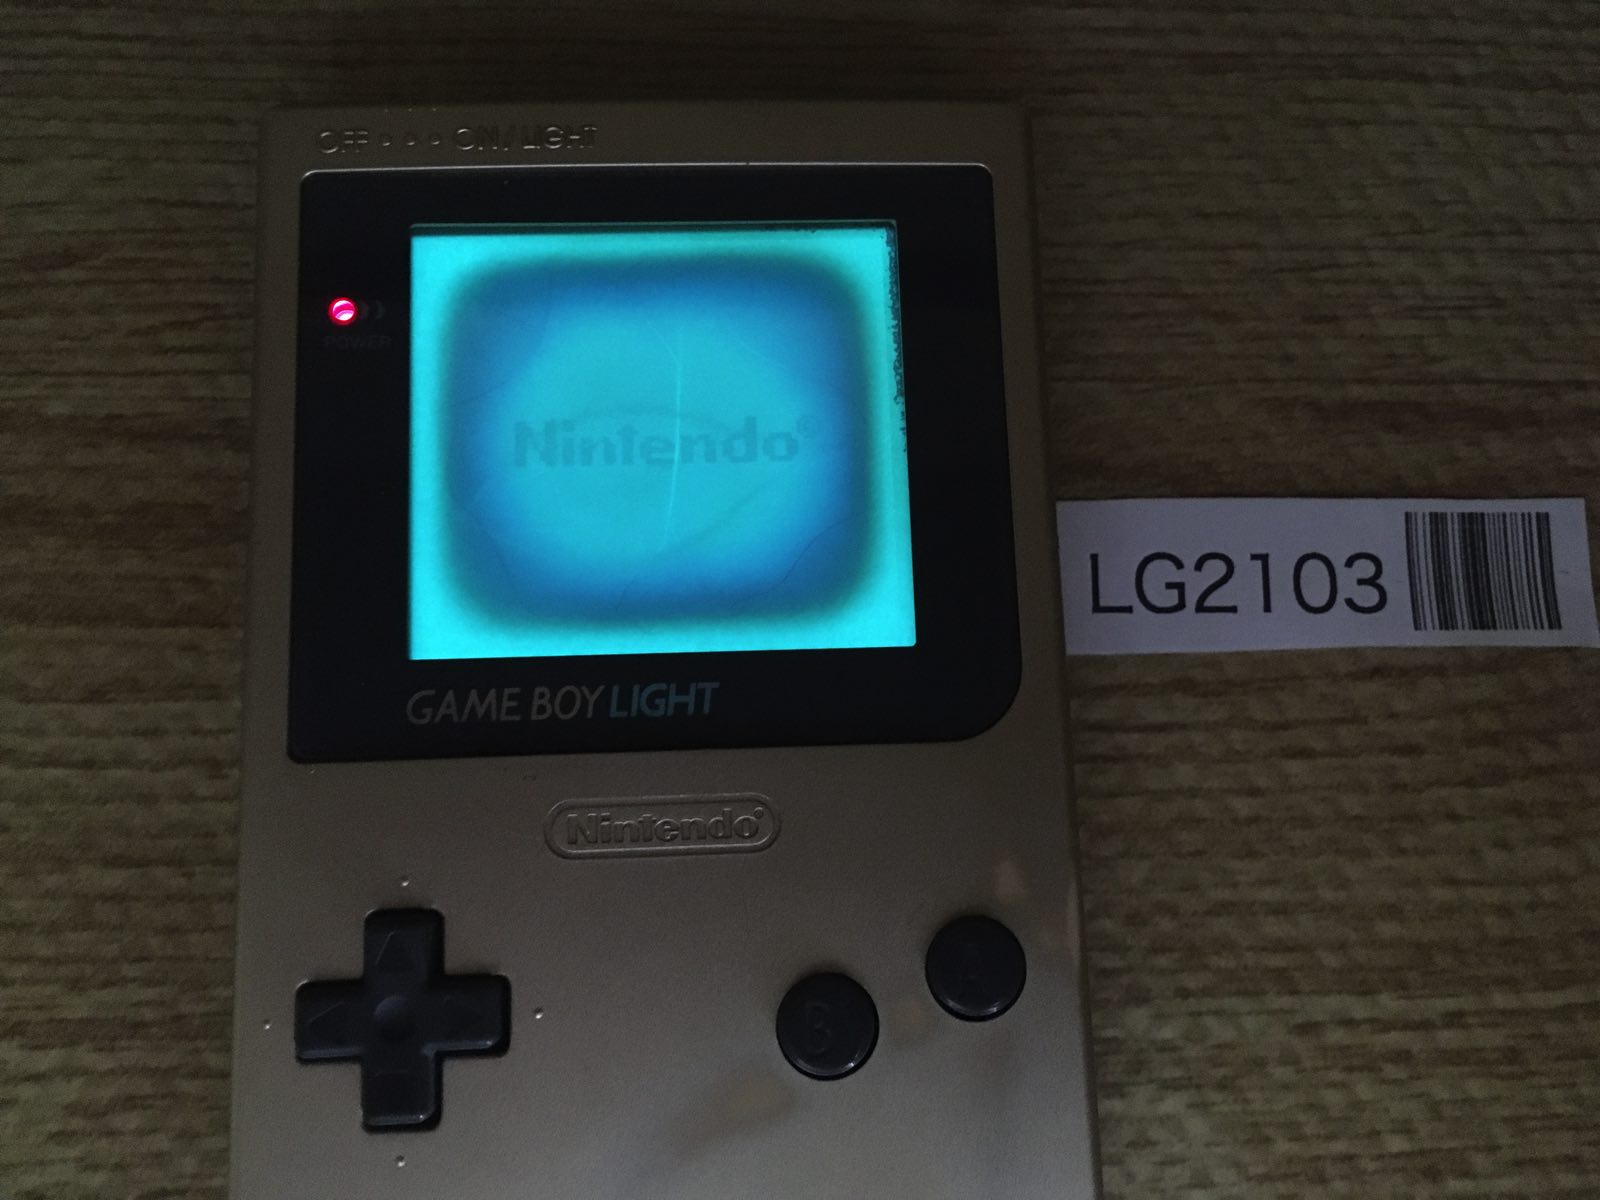 OFF • • • ON/LIGHT
POWER
Nintendo®
GAME BOY LIGHT
Nintendo®
B
A
LG2103